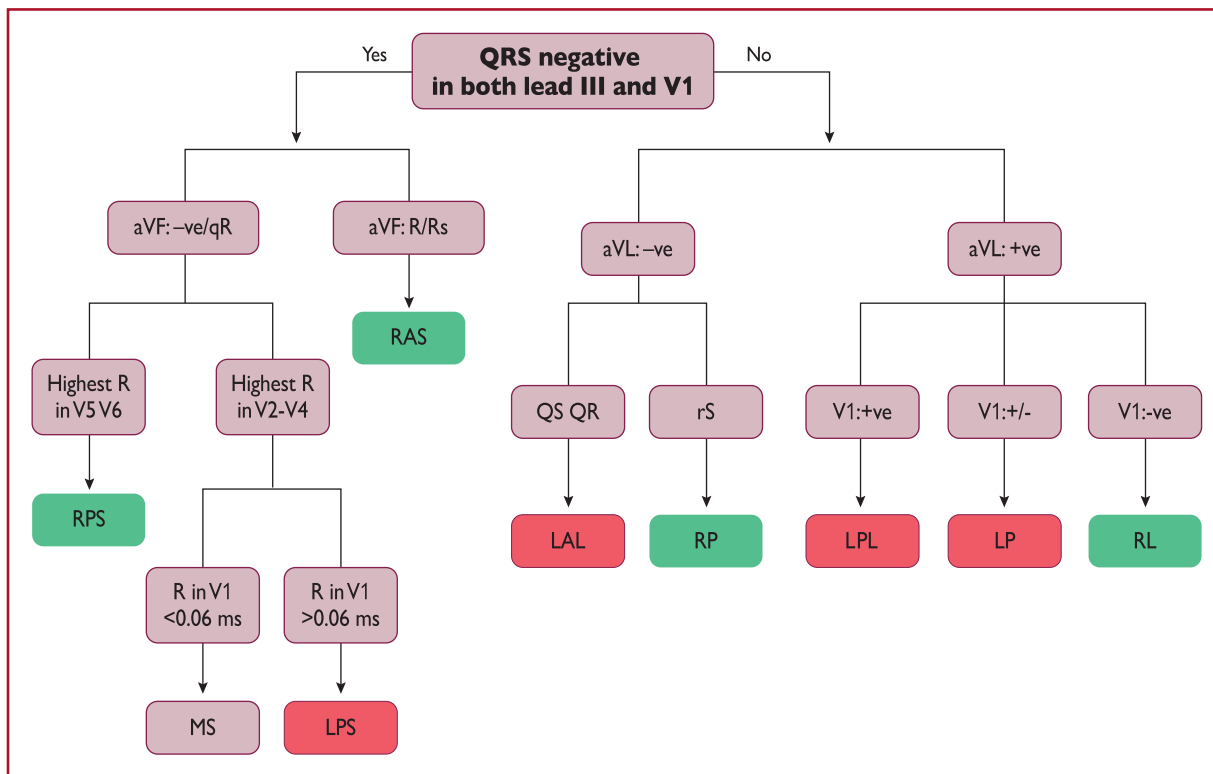 QRS negative
in both lead III and V1
Yes
No
aVF: –ve/qR
aVF: R/Rs
aVL: –ve
aVL: +ve
RAS
Highest R
in V5 V6
Highest R
in V2-V4
QS QR
rS
V1:+ve
V1:+/-
V1:-ve
RPS
LAL
RP
LPL
LP
RL
R in V1
<0.06 ms
R in V1
>0.06 ms
MS
LPS